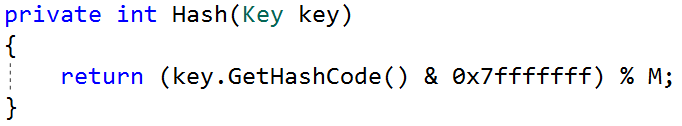 private int Hash(Key key)
{
    return (key.GetHashCode() & 0x7fffffff) % M;
}